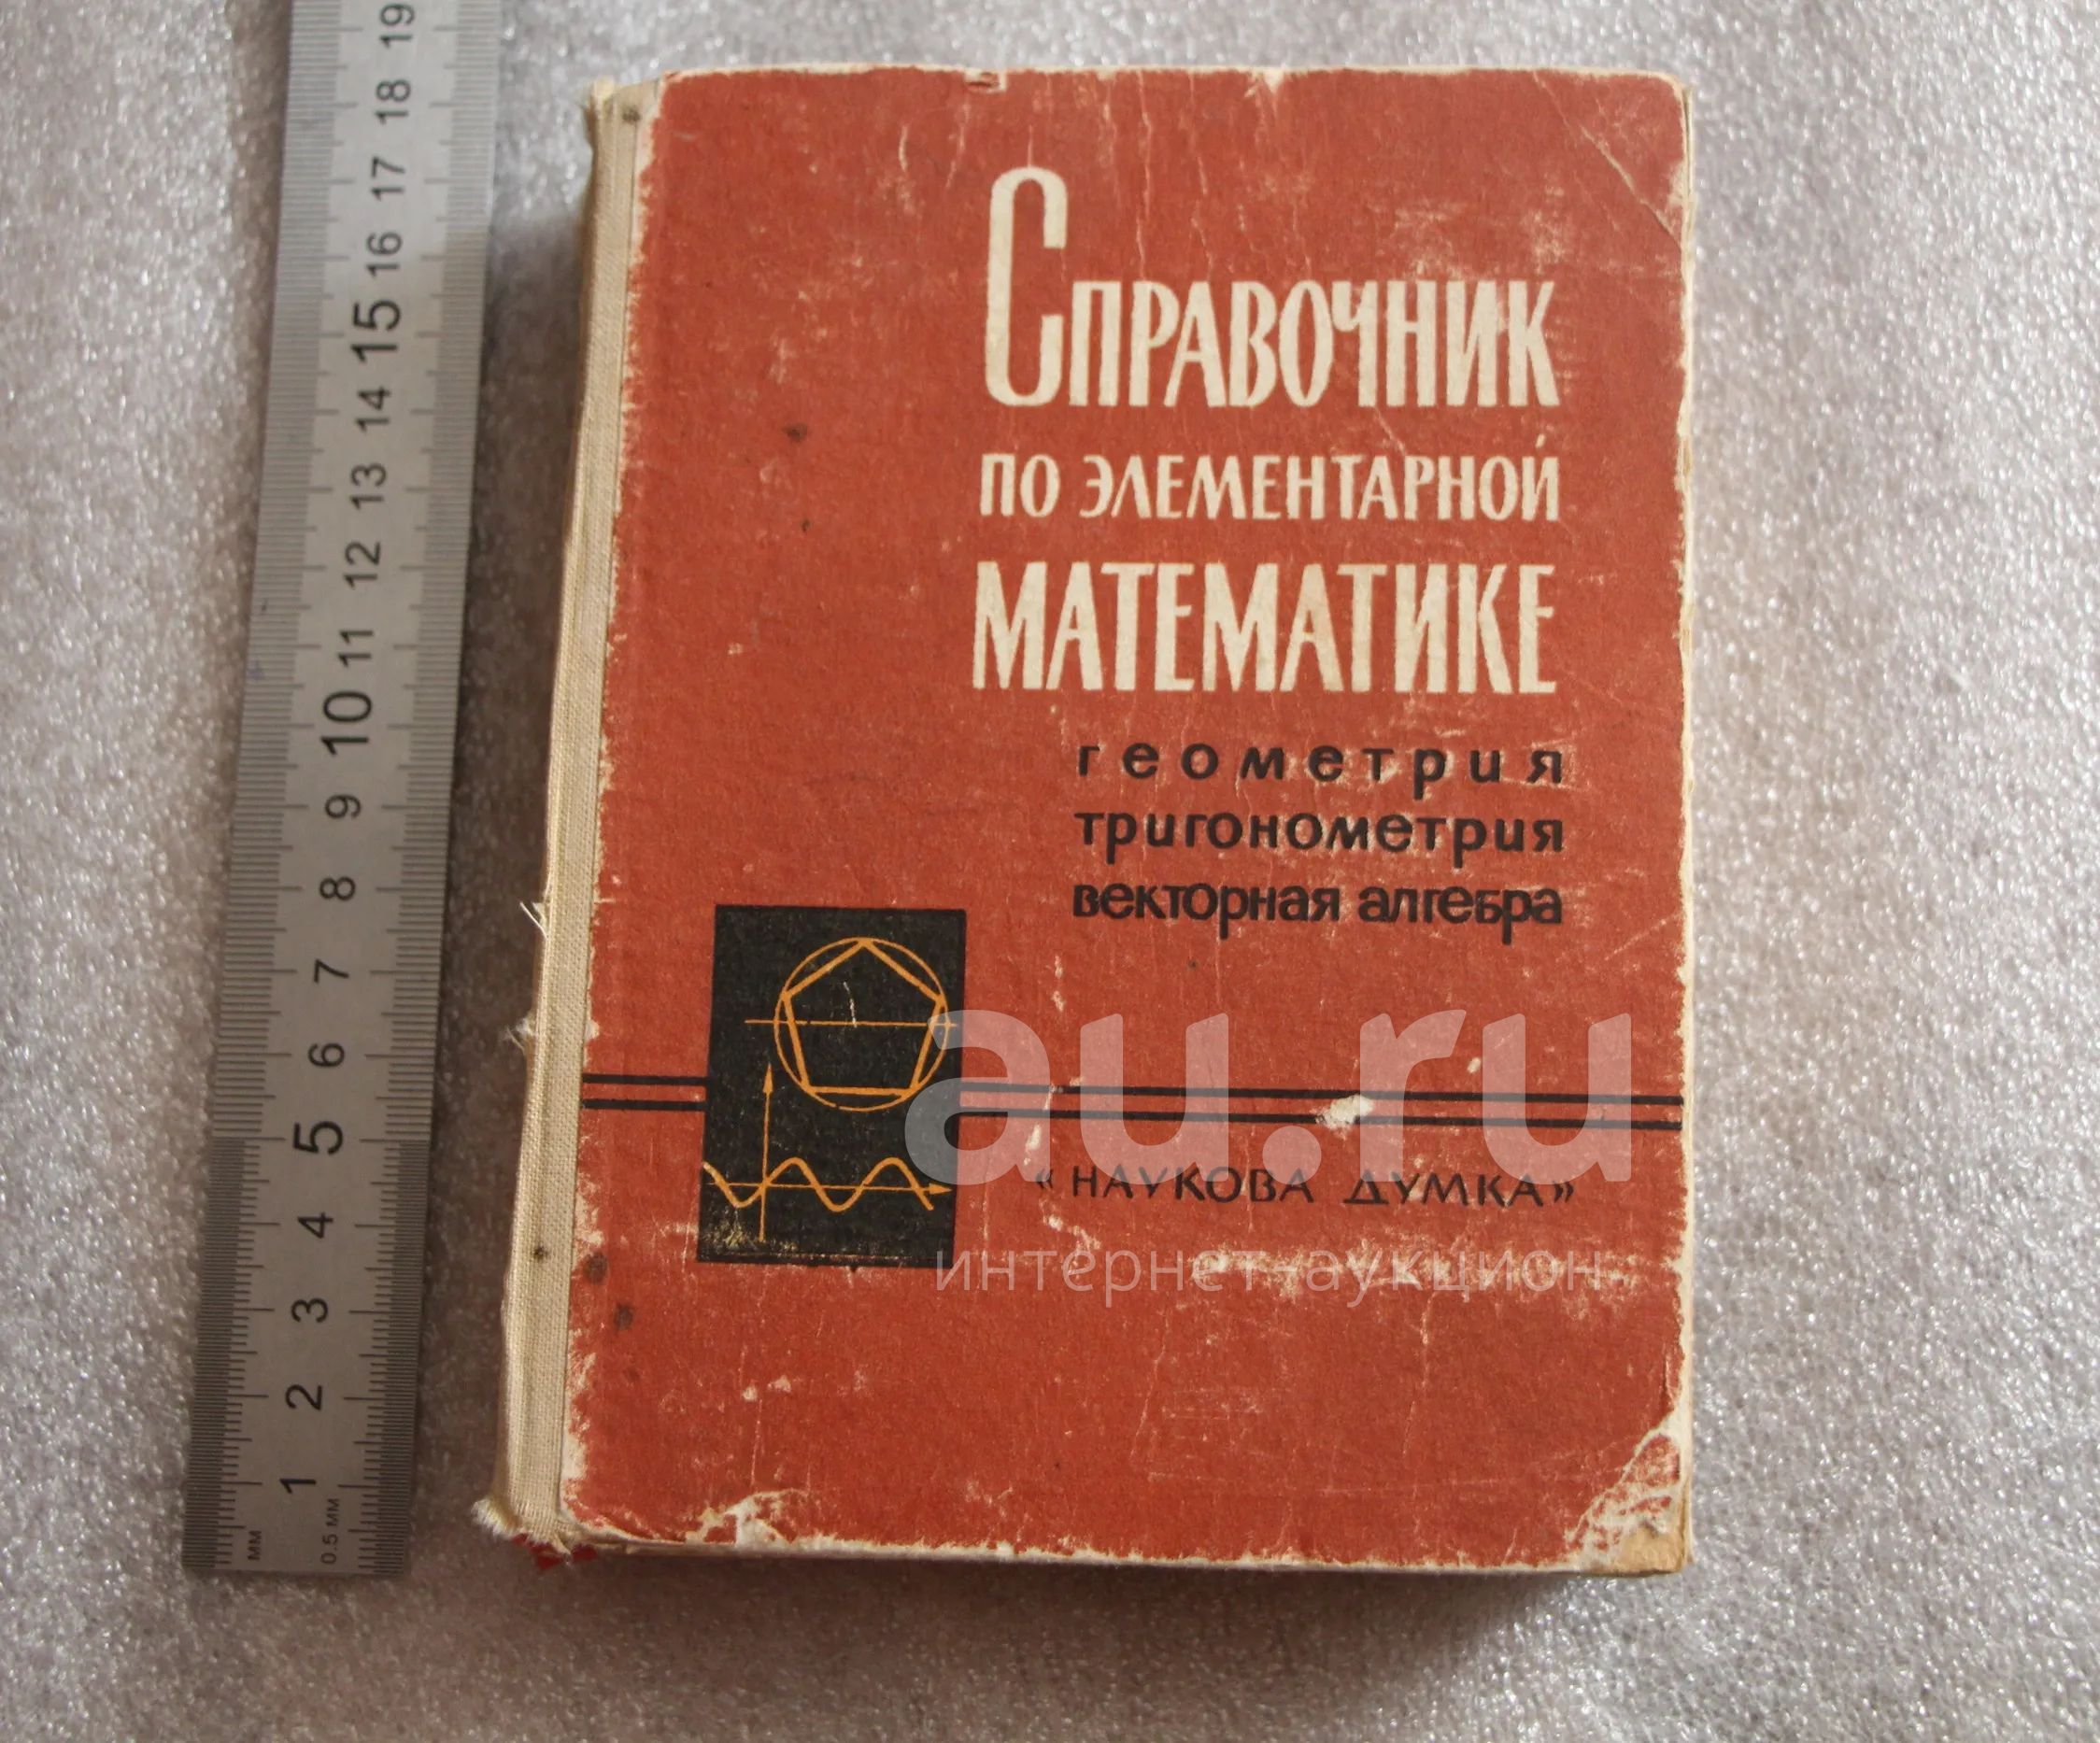 Справочник
по элементарной
математике
геометрия
тригонометрия
векторная алгебра
au.ru
«НАУКОВА ДУМКА»
интернет-аукцион
19
18
17
16
15
14
13
12
11
10
9
8
7
6
5
4
3
2
1
мм
0.5 мм